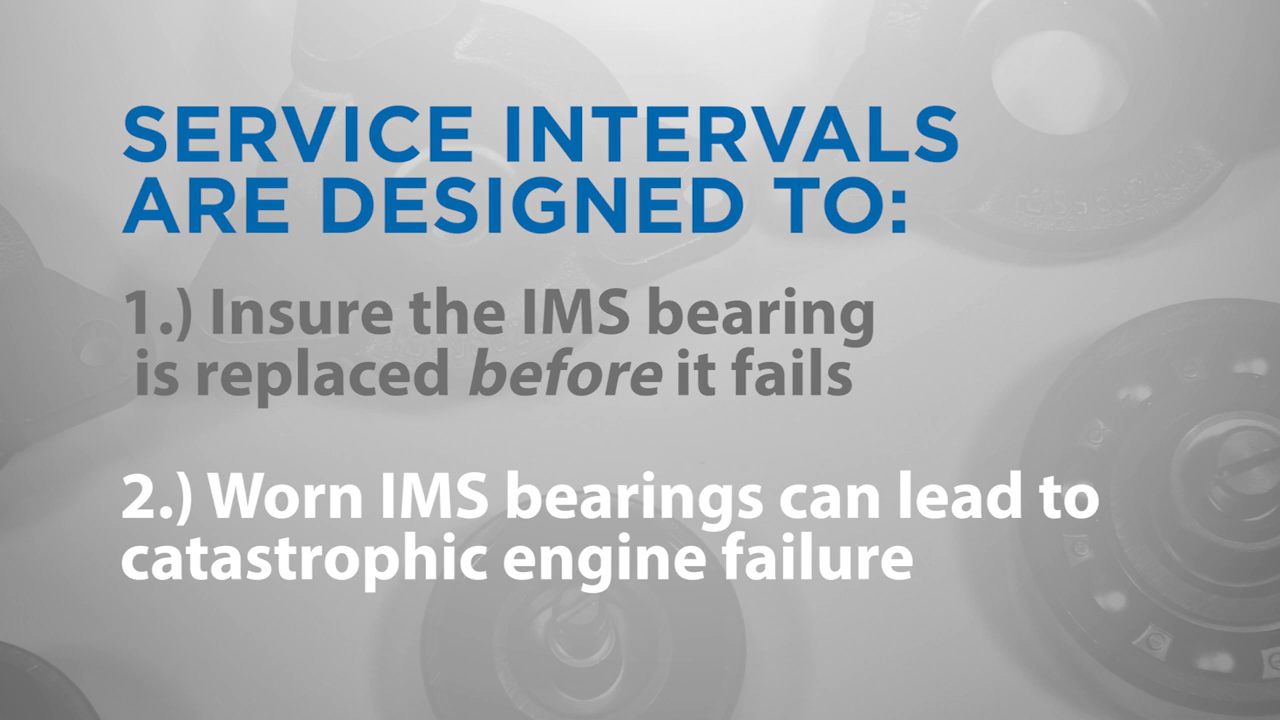 SERVICE INTERVALS
ARE DESIGNED TO:
1.) Insure the IMS bearing
is replaced before it fails
2.) Worn IMS bearings can lead to
catastrophic engine failure